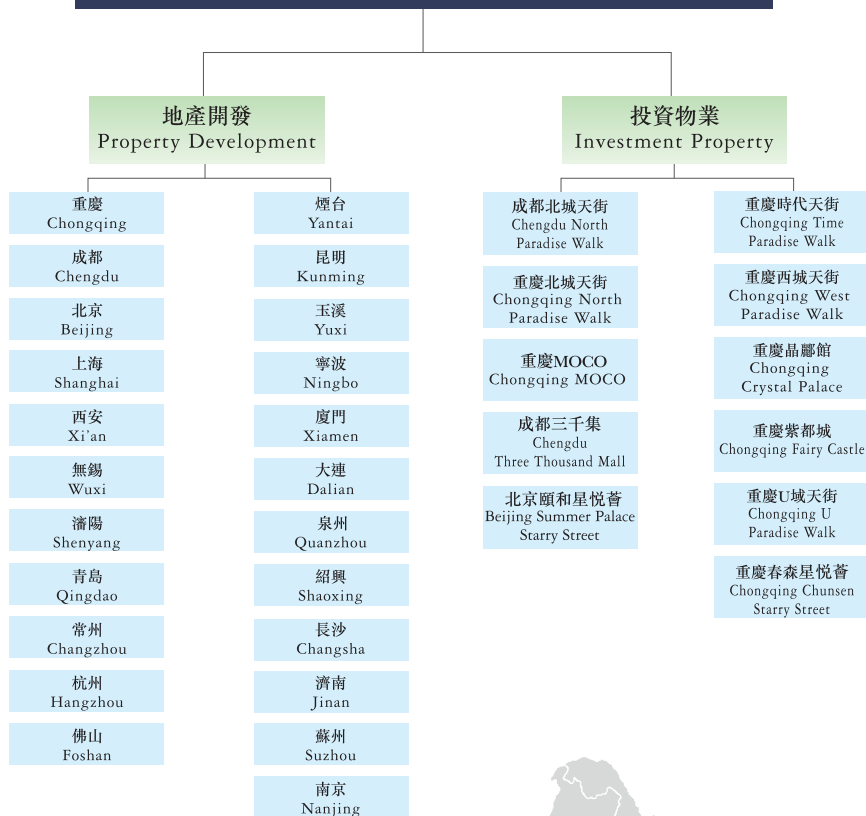 地產開發
Property Development
重慶
Chongqing
成都
Chengdu
北京
Beijing
上海
Shanghai
西安
Xi'an
無錫
Wuxi
瀋陽
Shenyang
青島
Qingdao
常州
Changzhou
杭州
Hangzhou
佛山
Foshan
煙台
Yantai
昆明
Kunming
玉溪
Yuxi
寧波
Ningbo
廈門
Xiamen
大連
Dalian
泉州
Quanzhou
紹興
Shaoxing
長沙
Changsha
濟南
Jinan
蘇州
Suzhou
南京
Nanjing
投資物業
Investment Property
成都北城天街
Chengdu North
Paradise Walk
重慶北城天街
Chongqing North
Paradise Walk
重慶MOCO
Chongqing MOCO
成都三千集
Chengdu
Three Thousand Mall
北京頤和星悦薈
Beijing Summer Palace
Starry Street
重慶時代天街
Chongqing Time
Paradise Walk
重慶西城天街
Chongqing West
Paradise Walk
重慶晶酈館
Chongqing
Crystal Palace
重慶紫都城
Chongqing Fairy Castle
重慶U域天街
Chongqing U
Paradise Walk
重慶春森星悦薈
Chongqing Chunsen
Starry Street